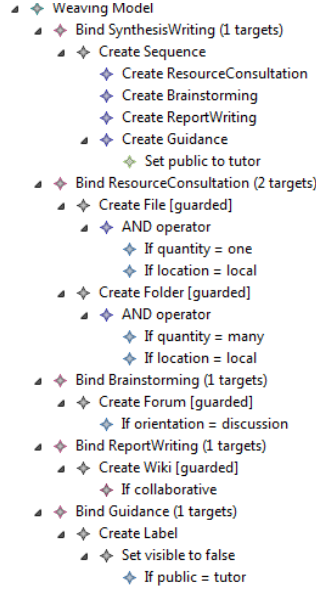 Weaving Model
Bind SynthesisWriting (1 targets)
Create Sequence
Create ResourceConsultation
Create Brainstorming
Create ReportWriting
Create Guidance
Set public to tutor
Bind ResourceConsultation (2 targets)
Create File [guarded]
AND operator
If quantity = one
If location = local
Create Folder [guarded]
AND operator
If quantity = many
If location = local
Bind Brainstorming (1 targets)
Create Forum [guarded]
If orientation = discussion
Bind ReportWriting (1 targets)
Create Wiki [guarded]
If collaborative
Bind Guidance (1 targets)
Create Label
Set visible to false
If public = tutor